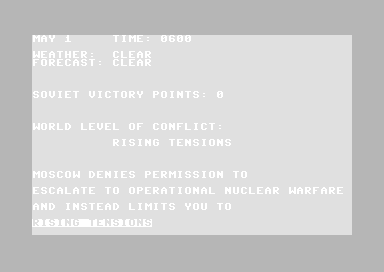 MAY 1     TIME: 0600
WEATHER:  CLEAR
FORECAST: CLEAR
SOVIET VICTORY POINTS: 0
WORLD LEVEL OF CONFLICT:
RISING TENSIONS
MOSCOW DENIES PERMISSION TO
ESCALATE TO OPERATIONAL NUCLEAR WARFARE
AND INSTEAD LIMITS YOU TO
RISING TENSIONS